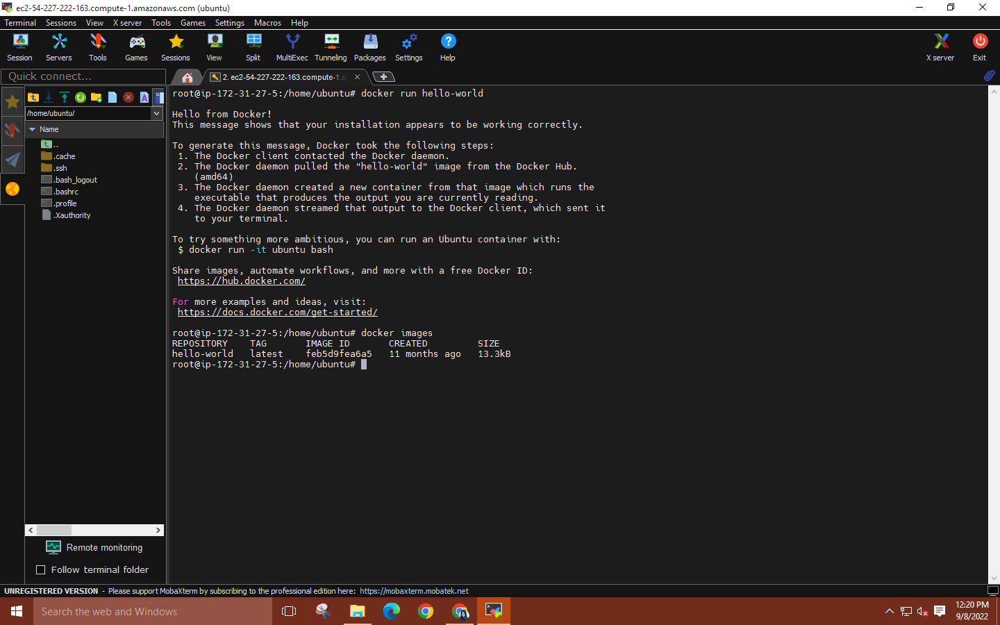 ec2-54-227-222-163.compute-1.amazonaws.com (ubuntu)
Terminal Sessions View X server Tools Games Settings Macros Help
Session Servers Tools Games Sessions View Split MultiExec Tunneling Packages Settings Help X server Exit
Quick connect...
2. ec2-54-227-222-163.compute-1.a
/home/ubuntu/
Name
..
.cache
.ssh
.bash_logout
.bashrc
.profile
.Xauthority
Remote monitoring
Follow terminal folder
root@ip-172-31-27-5:/home/ubuntu# docker run hello-world
Hello from Docker!
This message shows that your installation appears to be working correctly.
To generate this message, Docker took the following steps:
1. The Docker client contacted the Docker daemon.
2. The Docker daemon pulled the "hello-world" image from the Docker Hub.
(amd64)
3. The Docker daemon created a new container from that image which runs the
executable that produces the output you are currently reading.
4. The Docker daemon streamed that output to the Docker client, which sent it
to your terminal.
To try something more ambitious, you can run an Ubuntu container with:
$ docker run -it ubuntu bash
Share images, automate workflows, and more with a free Docker ID:
https://hub.docker.com/
For more examples and ideas, visit:
https://docs.docker.com/get-started/
root@ip-172-31-27-5:/home/ubuntu# docker images
REPOSITORY TAG IMAGE ID CREATED SIZE
hello-world latest feb5d9fea6a5 11 months ago 13.3kB
root@ip-172-31-27-5:/home/ubuntu#
UNREGISTERED VERSION - Please support MobaXterm by subscribing to the professional edition here: https://mobaxterm.mobatek.net
Search the web and Windows
12:20 PM
9/8/2022